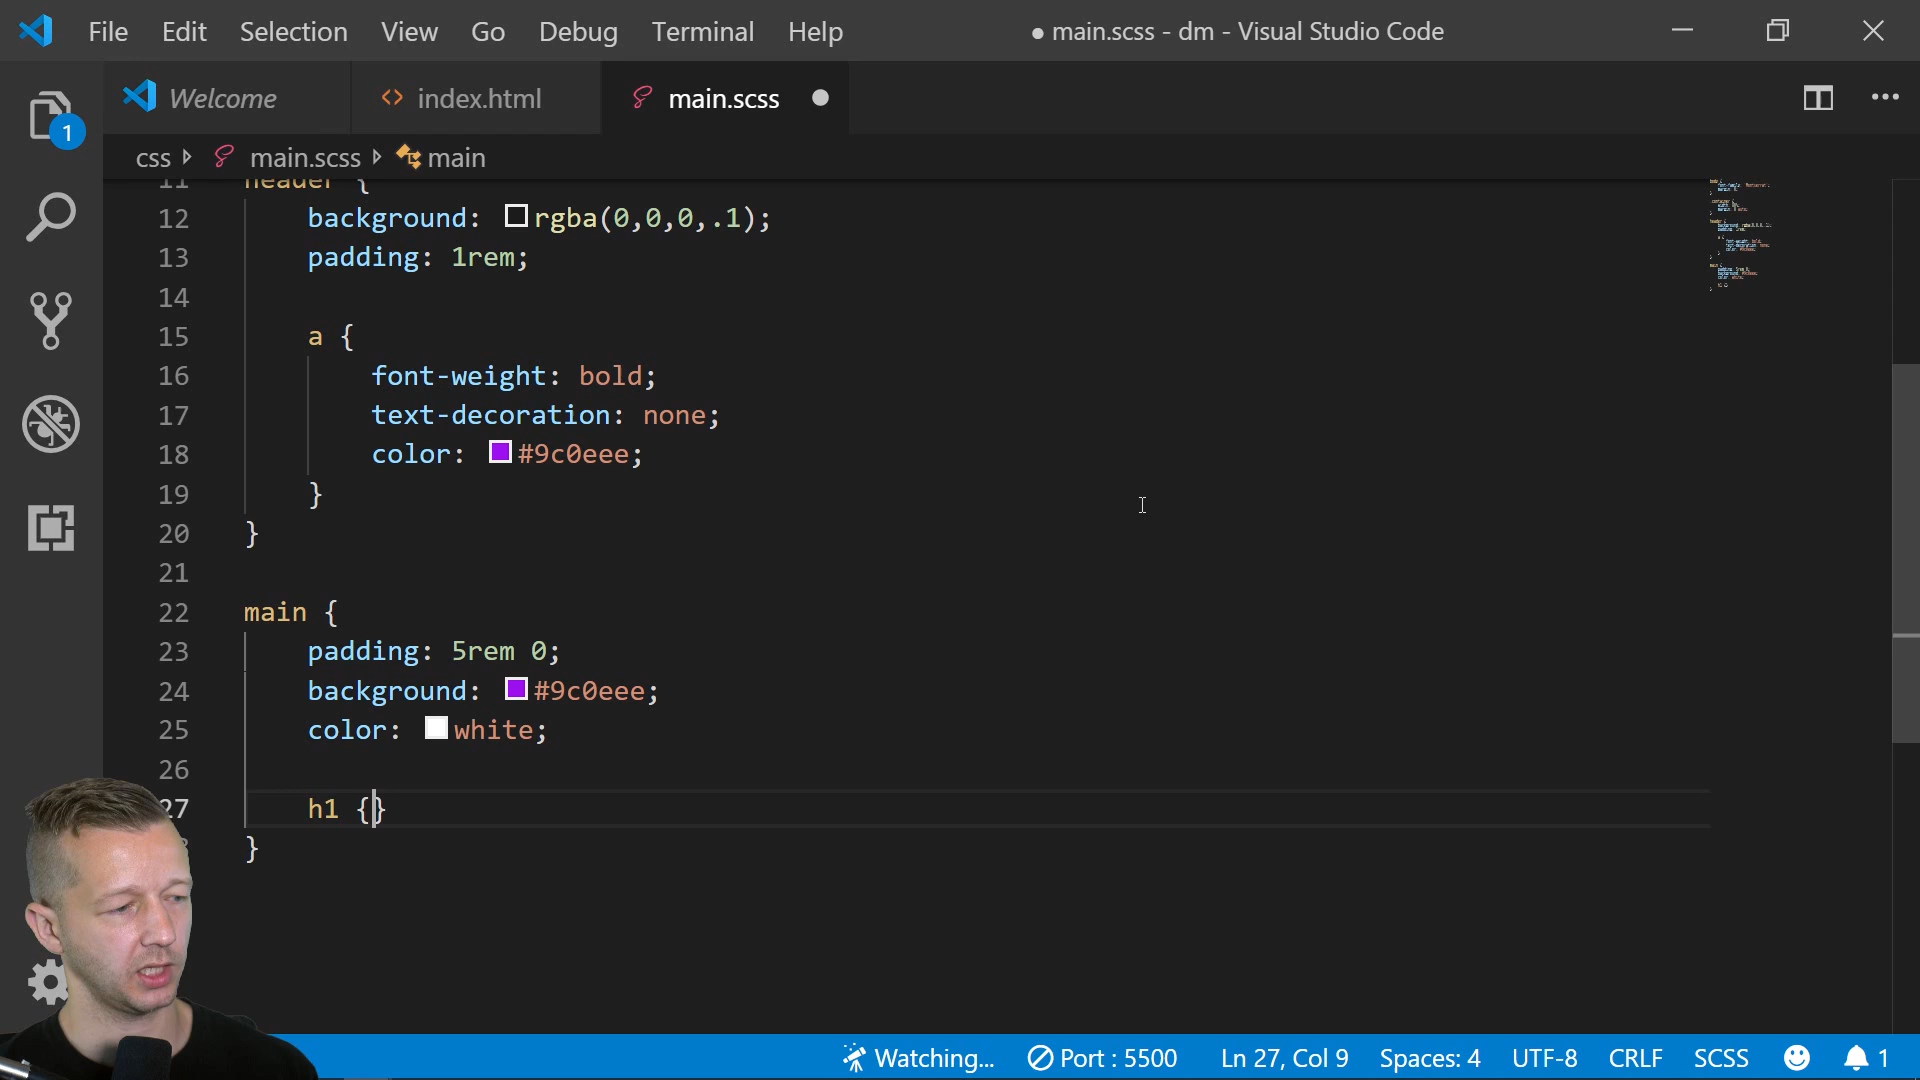 File Edit Selection View Go Debug Terminal Help ● main.scss - dm - Visual Studio Code
1
Welcome <> index.html main.scss
css main.scss main
11 header {
12 background: rgba(0,0,0,.1);
13 padding: 1rem;
14
15 a {
16 font-weight: bold;
17 text-decoration: none;
18 color: #9c0eee;
19 }
20 }
21
22 main {
23 padding: 5rem 0;
24 background: #9c0eee;
25 color: white;
26
27 h1 {}
}
Watching... Port : 5500 Ln 27, Col 9 Spaces: 4 UTF-8 CRLF SCSS 1